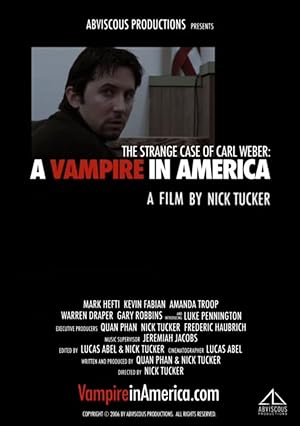 ABVISCOUS PRODUCTIONS PRESENTS
THE STRANGE CASE OF CARL WEBER:
A VAMPIRE IN AMERICA
A FILM BY NICK TUCKER
MARK HEFTI KEVIN FABIAN AMANDA TROOP
WARREN DRAPER GARY ROBBINS AND INTRODUCING LUKE PENNINGTON
EXECUTIVE PRODUCERS QUAN PHAN NICK TUCKER FREDERIC HAUBRICH
MUSIC SUPERVISOR JEREMIAH JACOBS
EDITED BY LUCAS ABEL & NICK TUCKER CINEMATOGRAPHER LUCAS ABEL
WRITTEN AND PRODUCED BY QUAN PHAN & NICK TUCKER
DIRECTED BY NICK TUCKER
VampireinAmerica.com
COPYRIGHT © 2006 BY ABVISCOUS PRODUCTIONS. ALL RIGHTS RESERVED.
ABVISCOUS
PRODUCTIONS